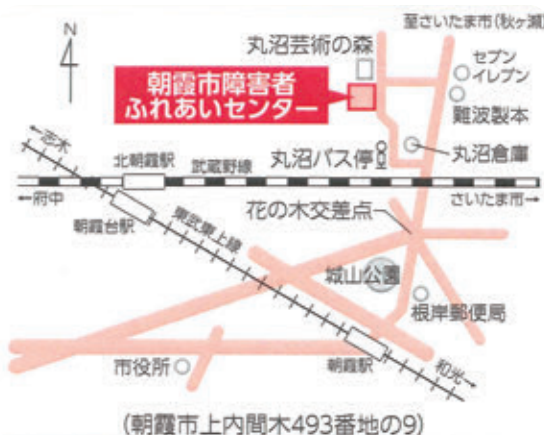 至さいたま市(秋ヶ瀬)
N
丸沼芸術の森
セブン
イレブン
朝霞市障害者
ふれあいセンター
難波製本
←志木
丸沼バス停
丸沼倉庫
北朝霞駅
武蔵野線
←府中
さいたま市→
朝霞台駅
東武東上線
花の木交差点
城山公園
根岸郵便局
市役所
朝霞駅
和光→
(朝霞市上内間木493番地の9)